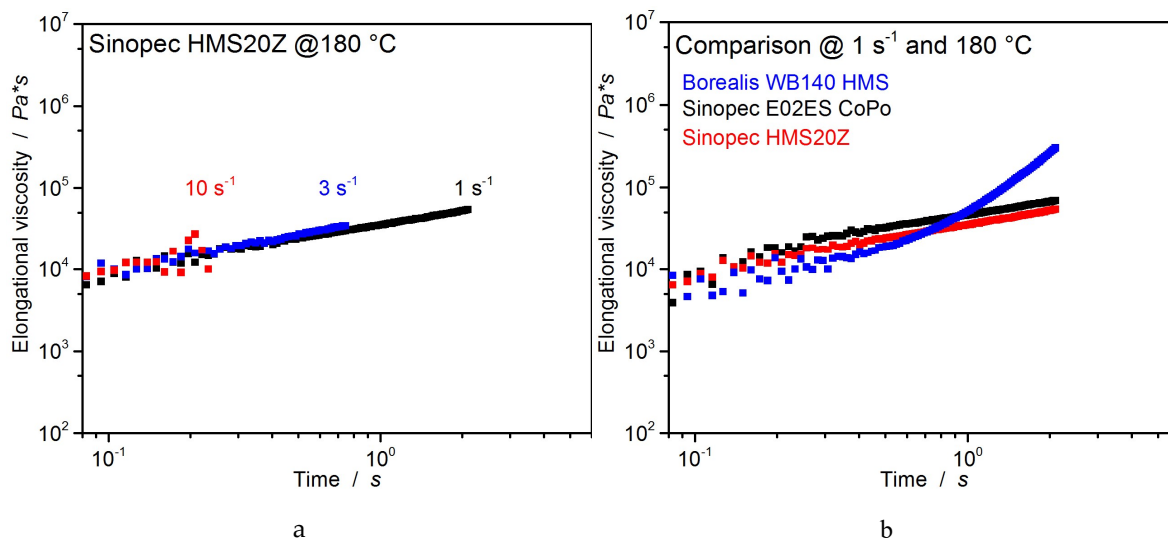 Sinopec HMS20Z @180 °C
10 s⁻¹
3 s⁻¹
1 s⁻¹
10⁷
10⁶
10⁵
10⁴
10³
10²
Elongational viscosity / Pa*s
10⁻¹
10⁰
Time / s
a
Comparison @ 1 s⁻¹ and 180 °C
Borealis WB140 HMS
Sinopec E02ES CoPo
Sinopec HMS20Z
10⁷
10⁶
10⁵
10⁴
10³
10²
Elongational viscosity / Pa*s
10⁻¹
10⁰
Time / s
b